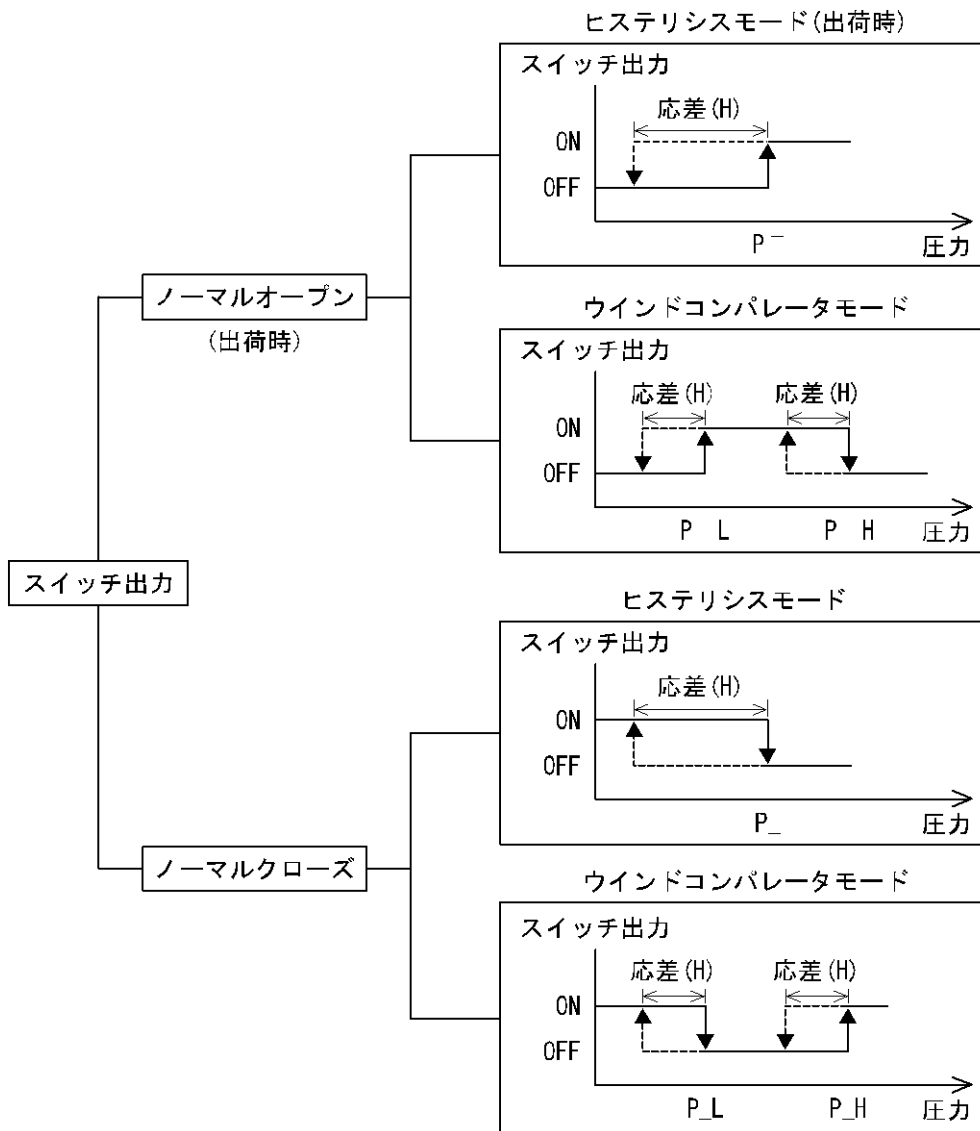 ヒステリシスモード(出荷時)
スイッチ出力
応差(H)
ON
OFF
P ―
圧力
ノーマルオープン
(出荷時)
ウインドコンパレータモード
スイッチ出力
応差(H) 応差(H)
ON
OFF
P L P H 圧力
スイッチ出力
ヒステリシスモード
スイッチ出力
応差(H)
ON
OFF
P_
圧力
ノーマルクローズ
ウインドコンパレータモード
スイッチ出力
応差(H) 応差(H)
ON
OFF
P_L P_H 圧力